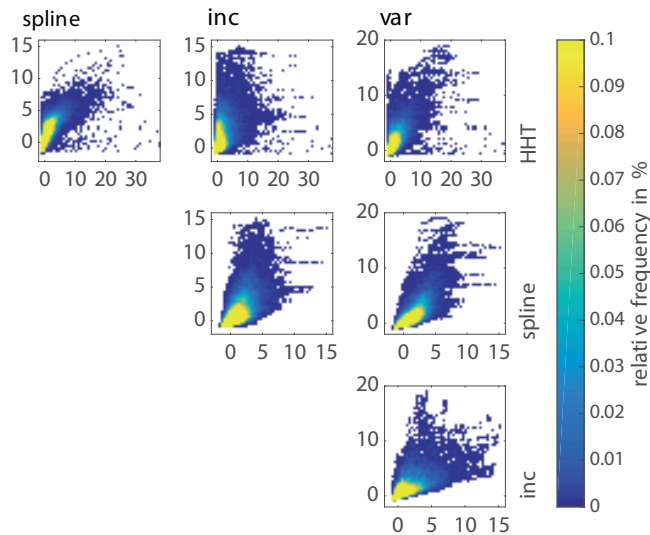 spline inc var
15 15 20 0.1
10 10 0.09
10
5 5 HHT 0.08
0 0 0
0 10 20 30 0 10 20 30 0 10 20 30 0.07
15 20 0.06
10
10 0.05
5 spline 0.04
0 0
0 5 10 15 0 5 10 15 0.03
20 0.02
10 inc 0.01
0
0 5 10 15 0
relative frequency in %